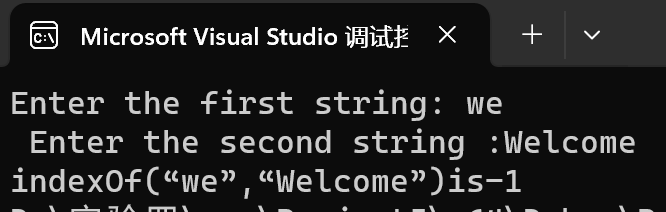 Microsoft Visual Studio 调试
Enter the first string: we
Enter the second string :Welcome
indexOf(“we”,“Welcome”)is-1